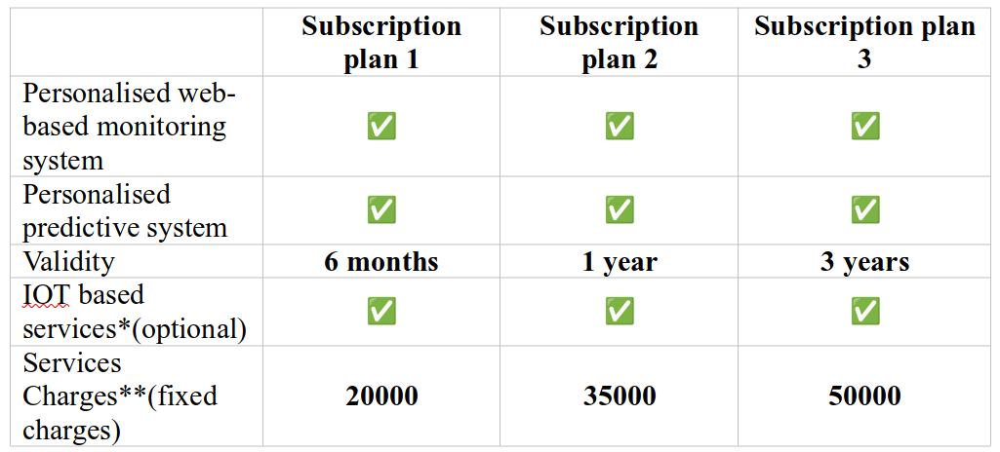 Subscription plan 1
Subscription plan 2
Subscription plan 3
Personalised web-
based monitoring
system
✅ ✅ ✅
Personalised
predictive system
✅ ✅ ✅
Validity 6 months 1 year 3 years
IOT based
services*(optional)
✅ ✅ ✅
Services
Charges**(fixed
charges)
20000 35000 50000